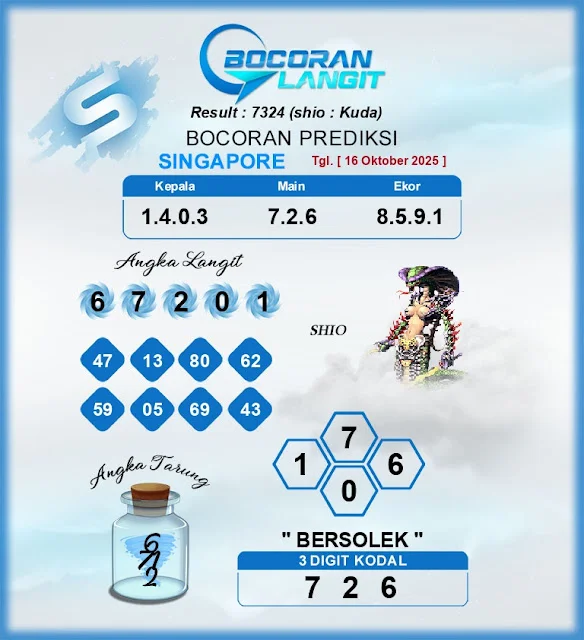 BOCORAN
LANGIT
Result : 7324 (shio : Kuda)
BOCORAN PREDIKSI
SINGAPORE Tgl. [ 16 Oktober 2025 ]
Kepala Main Ekor
1.4.0.3 7.2.6 8.5.9.1
Angka Langit
6 7 2 0 1
SHIO
47 13 80 62
59 05 69 43
7
1 6
0
Angka Tarung
6
7
2
" BERSOLEK "
3 DIGIT KODAL
7 2 6